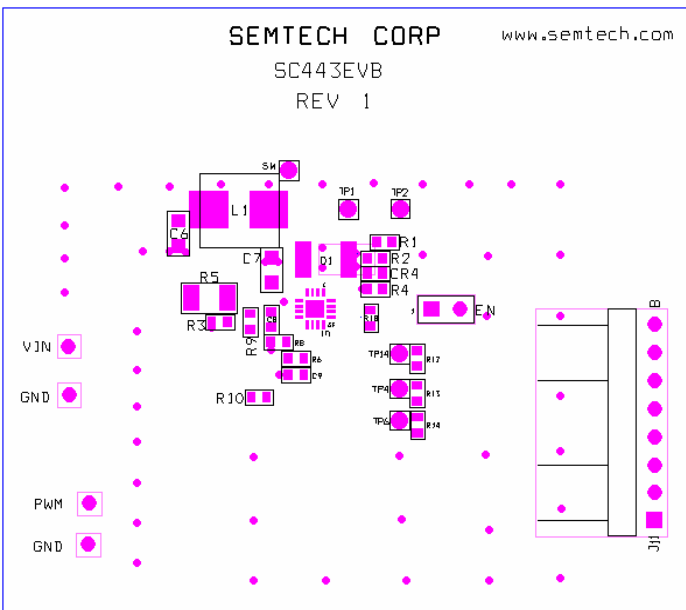 SEMTECH CORP
www.semtech.com
SC443EVB
REV 1
SW
TP1
TP2
L1
C6
R1
C7
D1
R2
CR4
R4
R5
R3
R9
C8
R18
EN
B
VIN
R8
TP14
R17
R6
C9
GND
R10
TP4
TP6
R14
PWM
GND
J11